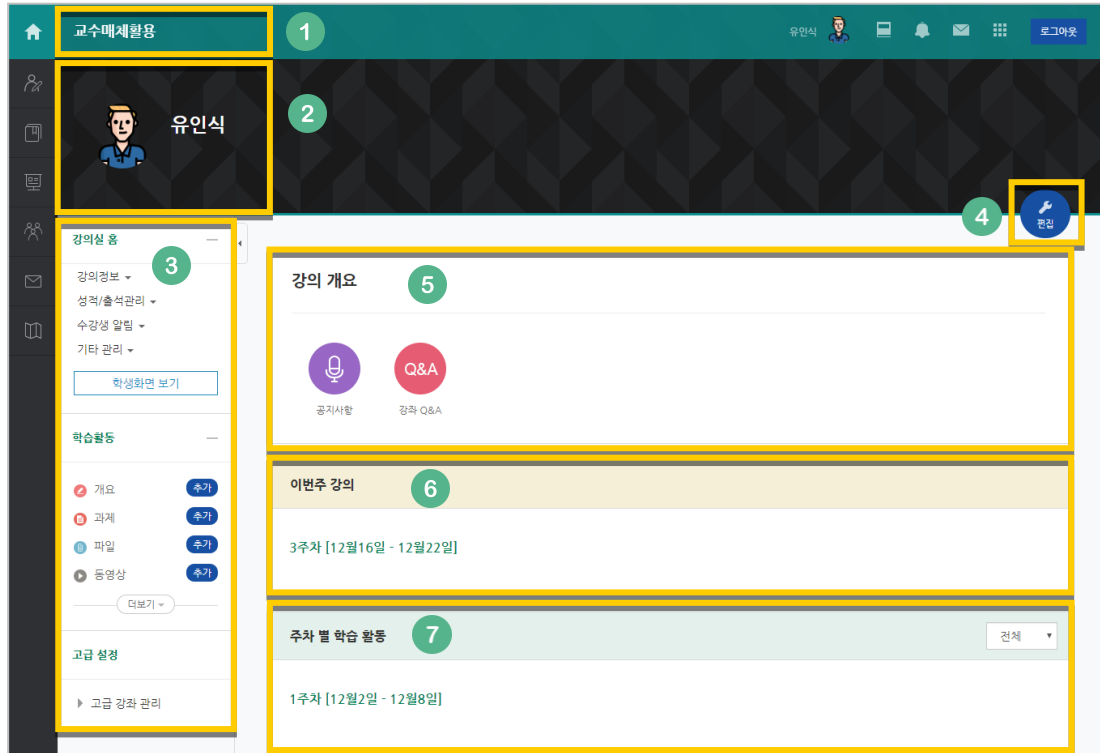 교수매체활용
1
유인식
로그아웃
유인식
2
4
편집
강의실 홈
3
강의정보
성적/출석관리
수강생 알림
기타 관리
학생화면 보기
학습활동
개요 추가
과제 추가
파일 추가
동영상 추가
더보기
고급 설정
고급 강좌 관리
강의 개요
5
Q&A
공지사항
강좌 Q&A
이번주 강의
6
3주차 [12월16일 - 12월22일]
주차 별 학습 활동
7
전체
1주차 [12월2일 - 12월8일]